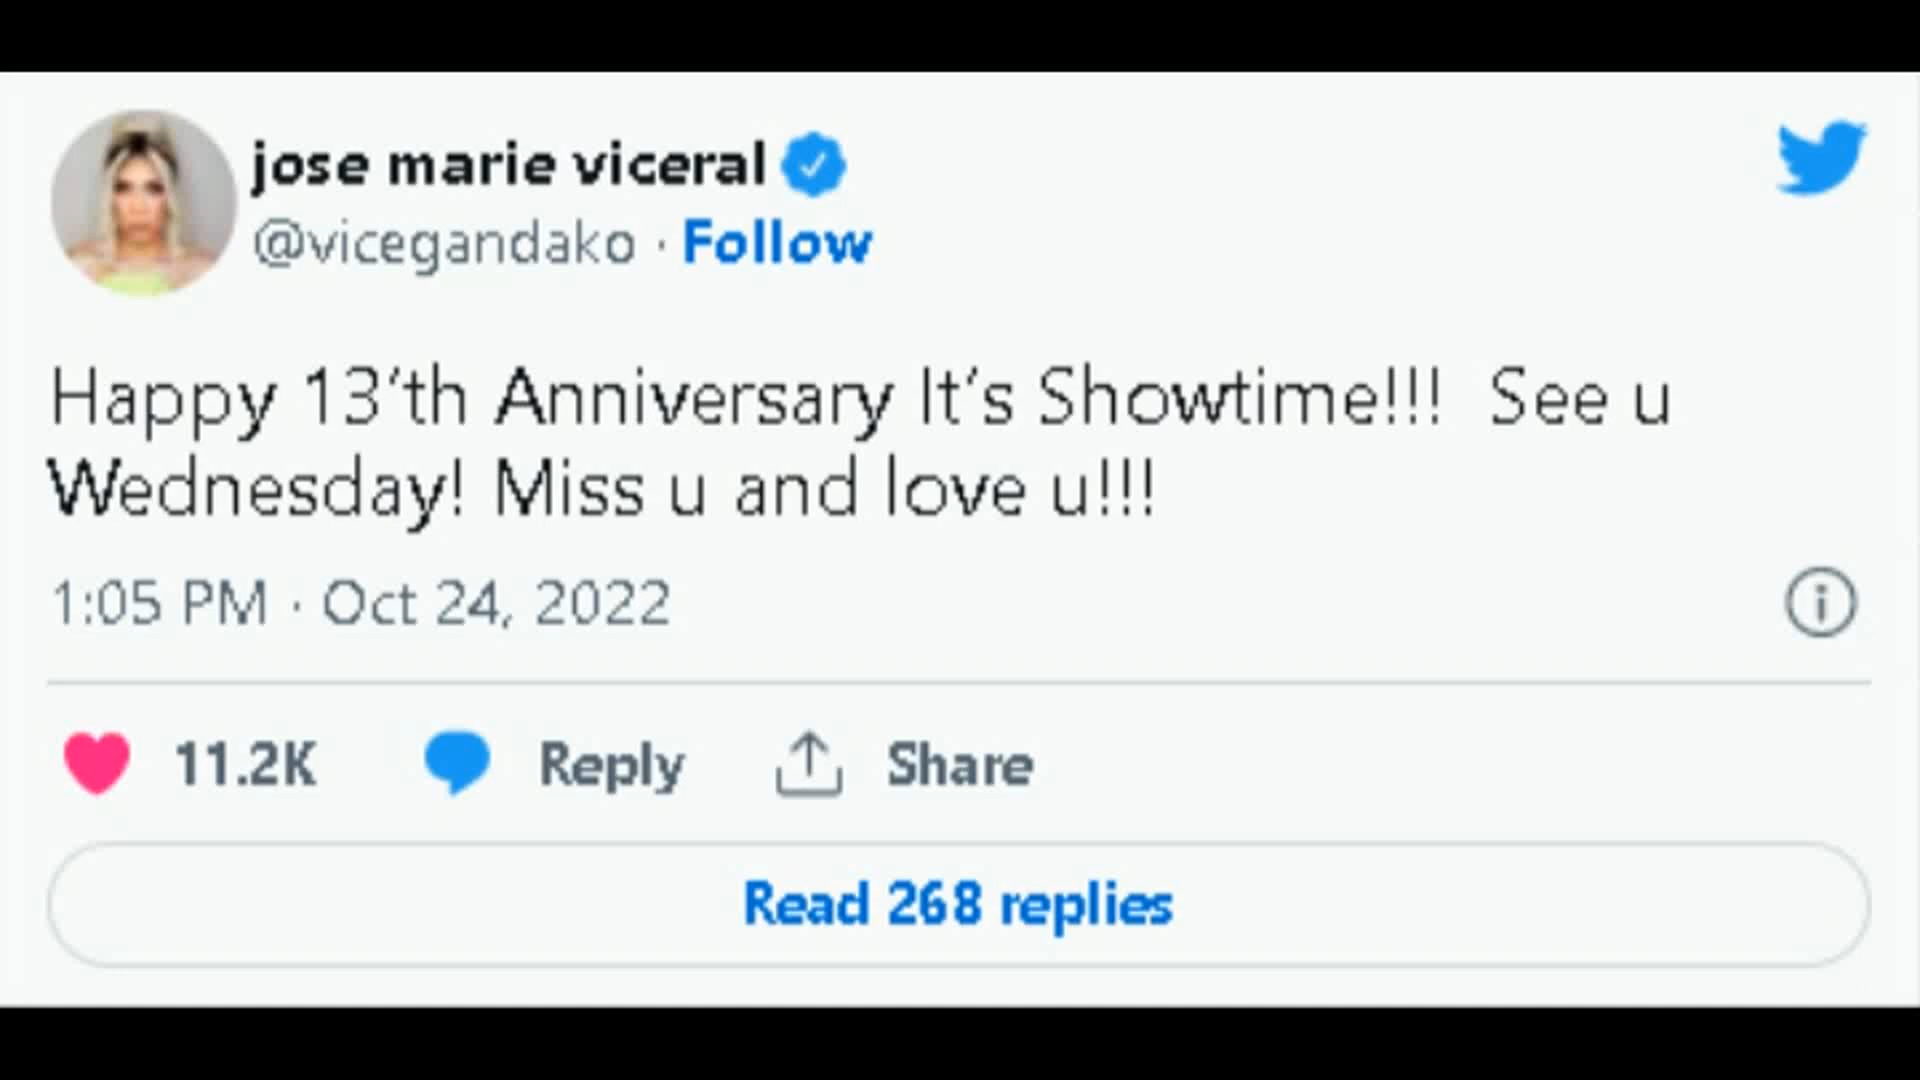 jose marie viceral
@vicegandako · Follow
Happy 13’th Anniversary It’s Showtime!!!  See u
Wednesday! Miss u and love u!!!
1:05 PM · Oct 24, 2022
11.2K Reply Share
Read 268 replies